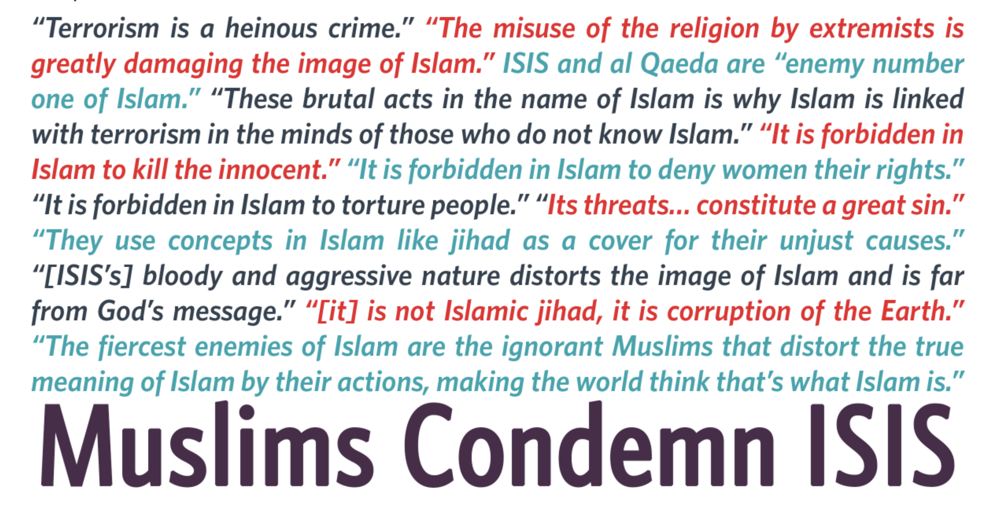 “Terrorism is a heinous crime.” “The misuse of the religion by extremists is
greatly damaging the image of Islam.” ISIS and al Qaeda are “enemy number
one of Islam.” “These brutal acts in the name of Islam is why Islam is linked
with terrorism in the minds of those who do not know Islam.” “It is forbidden in
Islam to kill the innocent.” “It is forbidden in Islam to deny women their rights.”
“It is forbidden in Islam to torture people.” “Its threats... constitute a great sin.”
“They use concepts in Islam like jihad as a cover for their unjust causes.”
“[ISIS’s] bloody and aggressive nature distorts the image of Islam and is far
from God’s message.” “[it] is not Islamic jihad, it is corruption of the Earth.”
“The fiercest enemies of Islam are the ignorant Muslims that distort the true
meaning of Islam by their actions, making the world think that’s what Islam is.”
Muslims Condemn ISIS